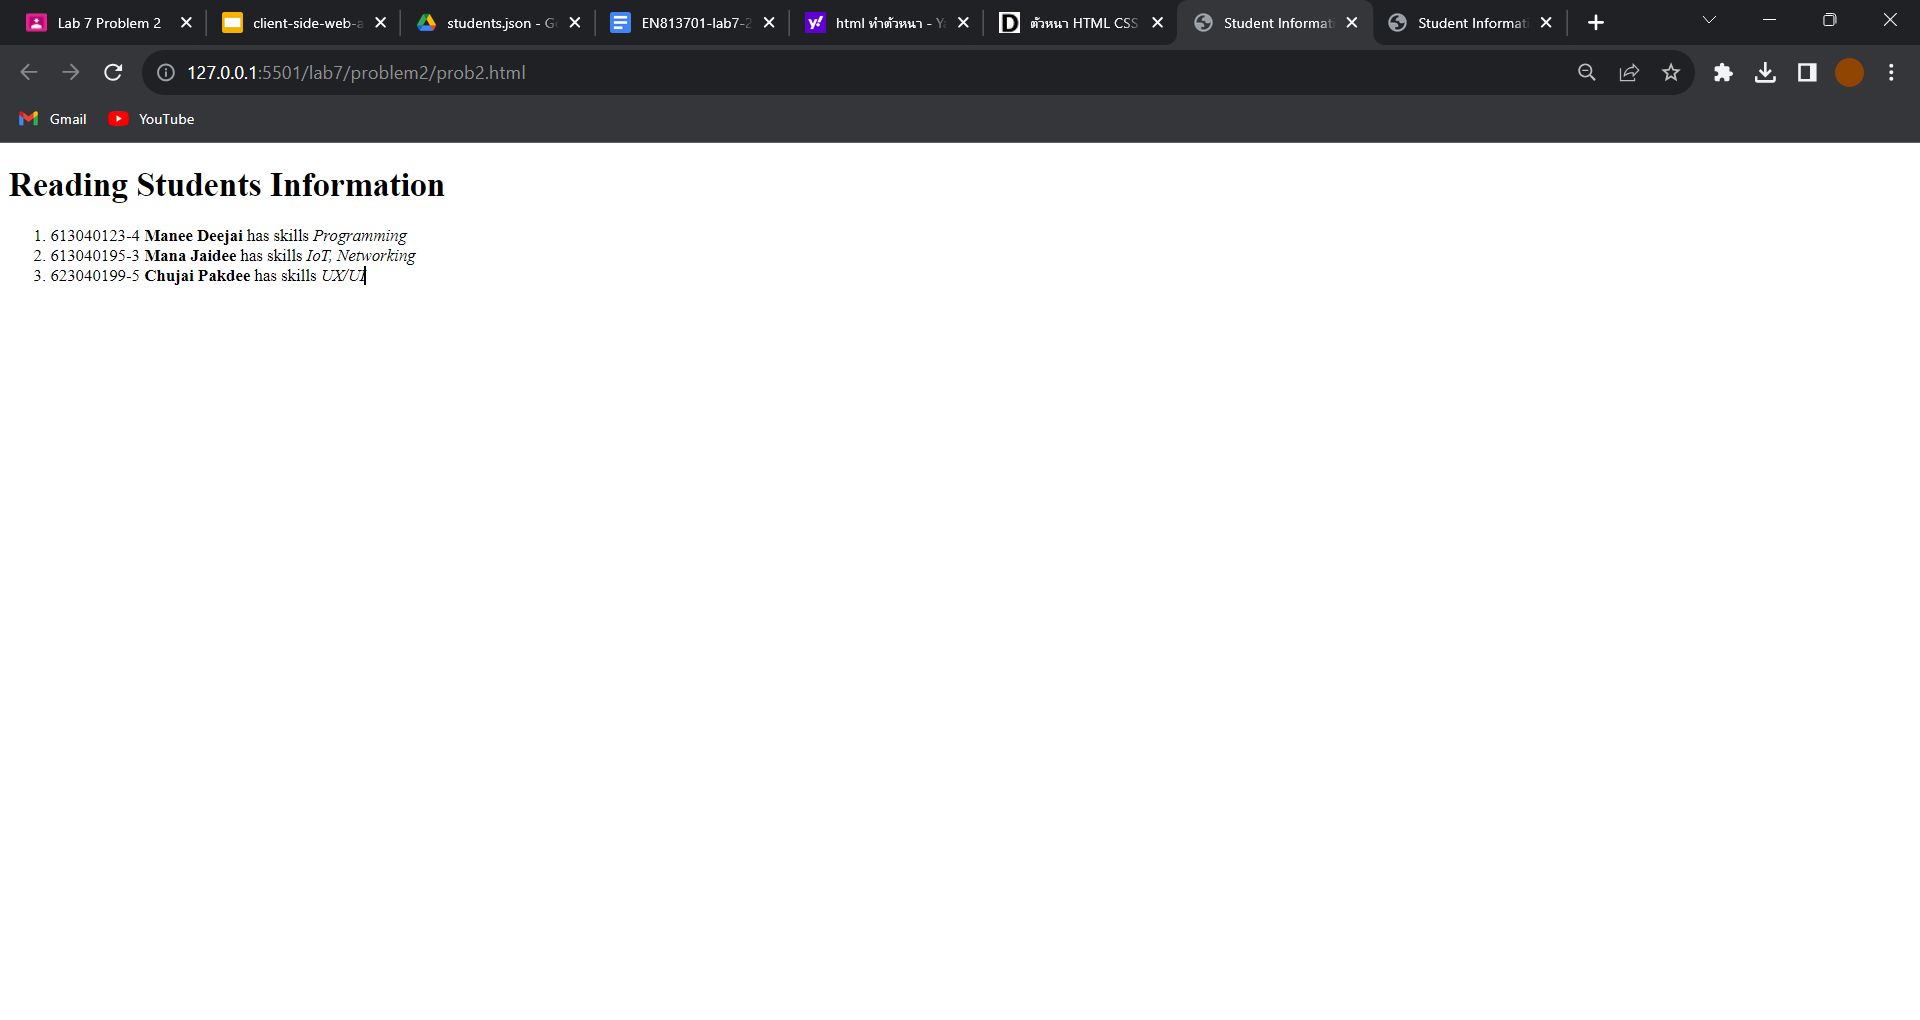 Lab 7 Problem 2
client-side-web-a
students.json - G
EN813701-lab7-2
html ทำตัวหนา - Y
ตัวหนา HTML CSS
Student Informati
Student Informati
127.0.0.1:5501/lab7/problem2/prob2.html
Gmail
YouTube
Reading Students Information
1. 613040123-4 Manee Deejai has skills Programming
2. 613040195-3 Mana Jaidee has skills IoT, Networking
3. 623040199-5 Chujai Pakdee has skills UX/UI